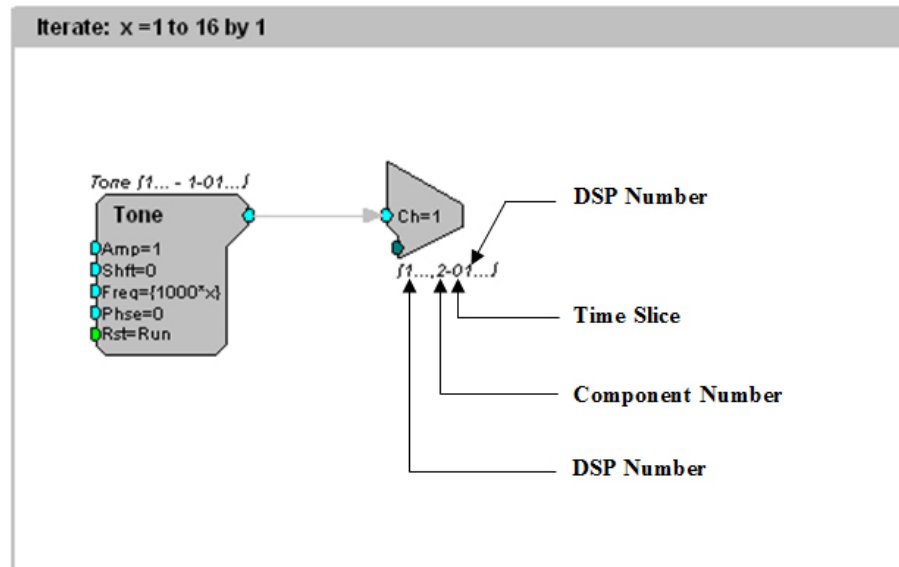 Iterate: x =1 to 16 by 1
Tone ∫1... - 1-01...∫
Tone
Amp=1
Shft=0
Freq={1000*x}
Phse=0
Rst=Run
Ch=1
∫1...,2-01...∫
DSP Number
Time Slice
Component Number
DSP Number